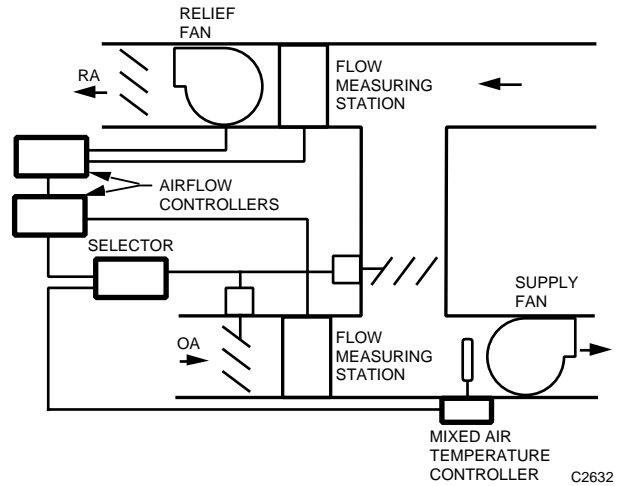 RELIEF
FAN
RA
FLOW
MEASURING
STATION
AIRFLOW
CONTROLLERS
SELECTOR
SUPPLY
FAN
OA
FLOW
MEASURING
STATION
MIXED AIR
TEMPERATURE
CONTROLLER
C2632